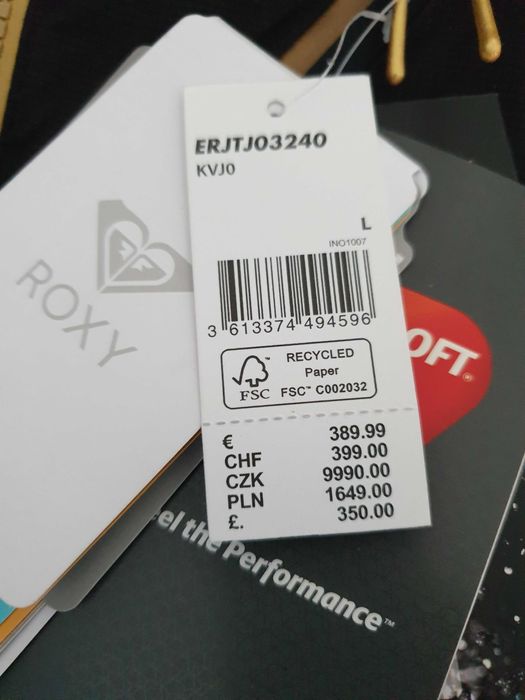 ERJTJ03240
KVJ0
L
INO1007
3 613374 494596
RECYCLED
Paper
FSC™ C002032
FSC
€ 389.99
CHF 399.00
CZK 9990.00
PLN 1649.00
£. 350.00
ROXY
OFT®
el the Performance™